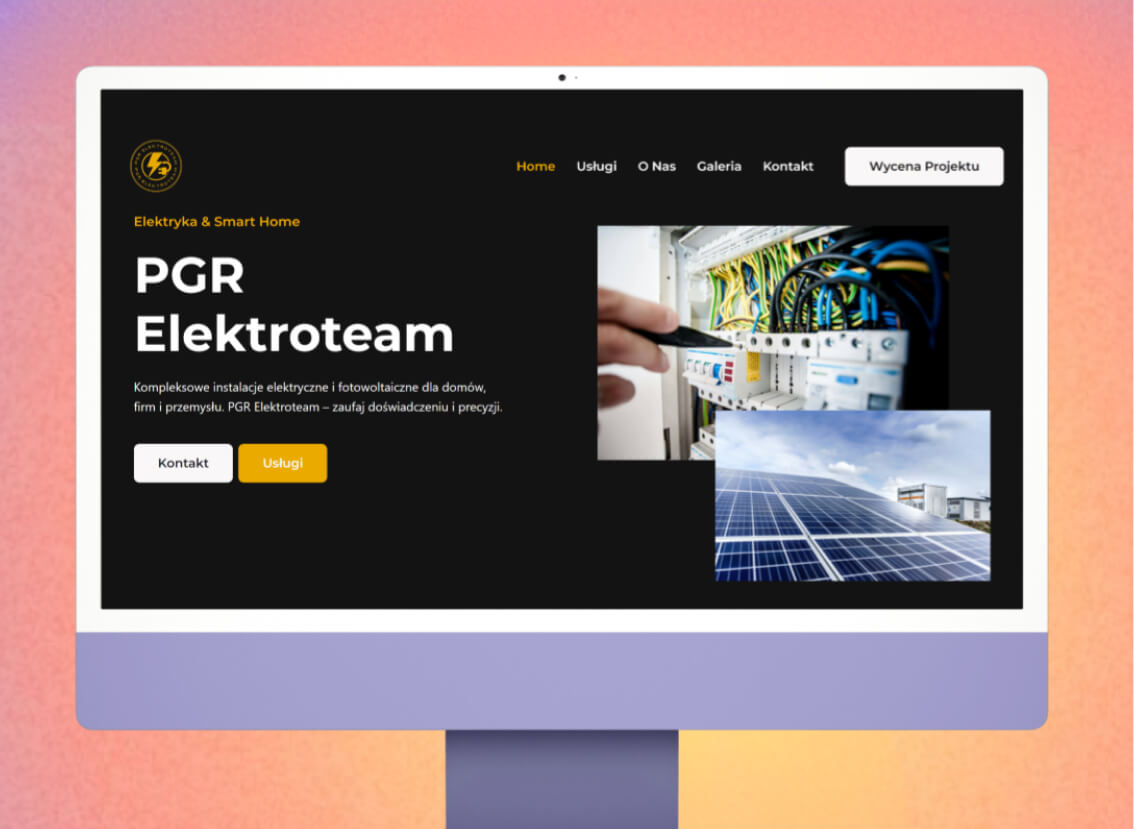 Home Usługi O Nas Galeria Kontakt Wycena Projektu
Elektryka & Smart Home
PGR
Elektroteam
Kompleksowe instalacje elektryczne i fotowoltaiczne dla domów,
firm i przemysłu. PGR Elektroteam – zaufaj doświadczeniu i precyzji.
Kontakt Usługi